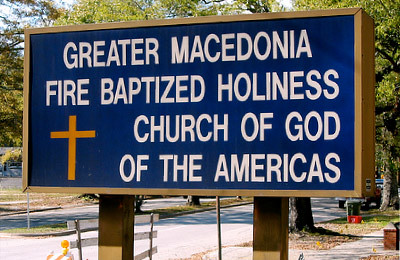 GREATER MACEDONIA
FIRE BAPTIZED HOLINESS
CHURCH OF GOD
OF THE AMERICAS